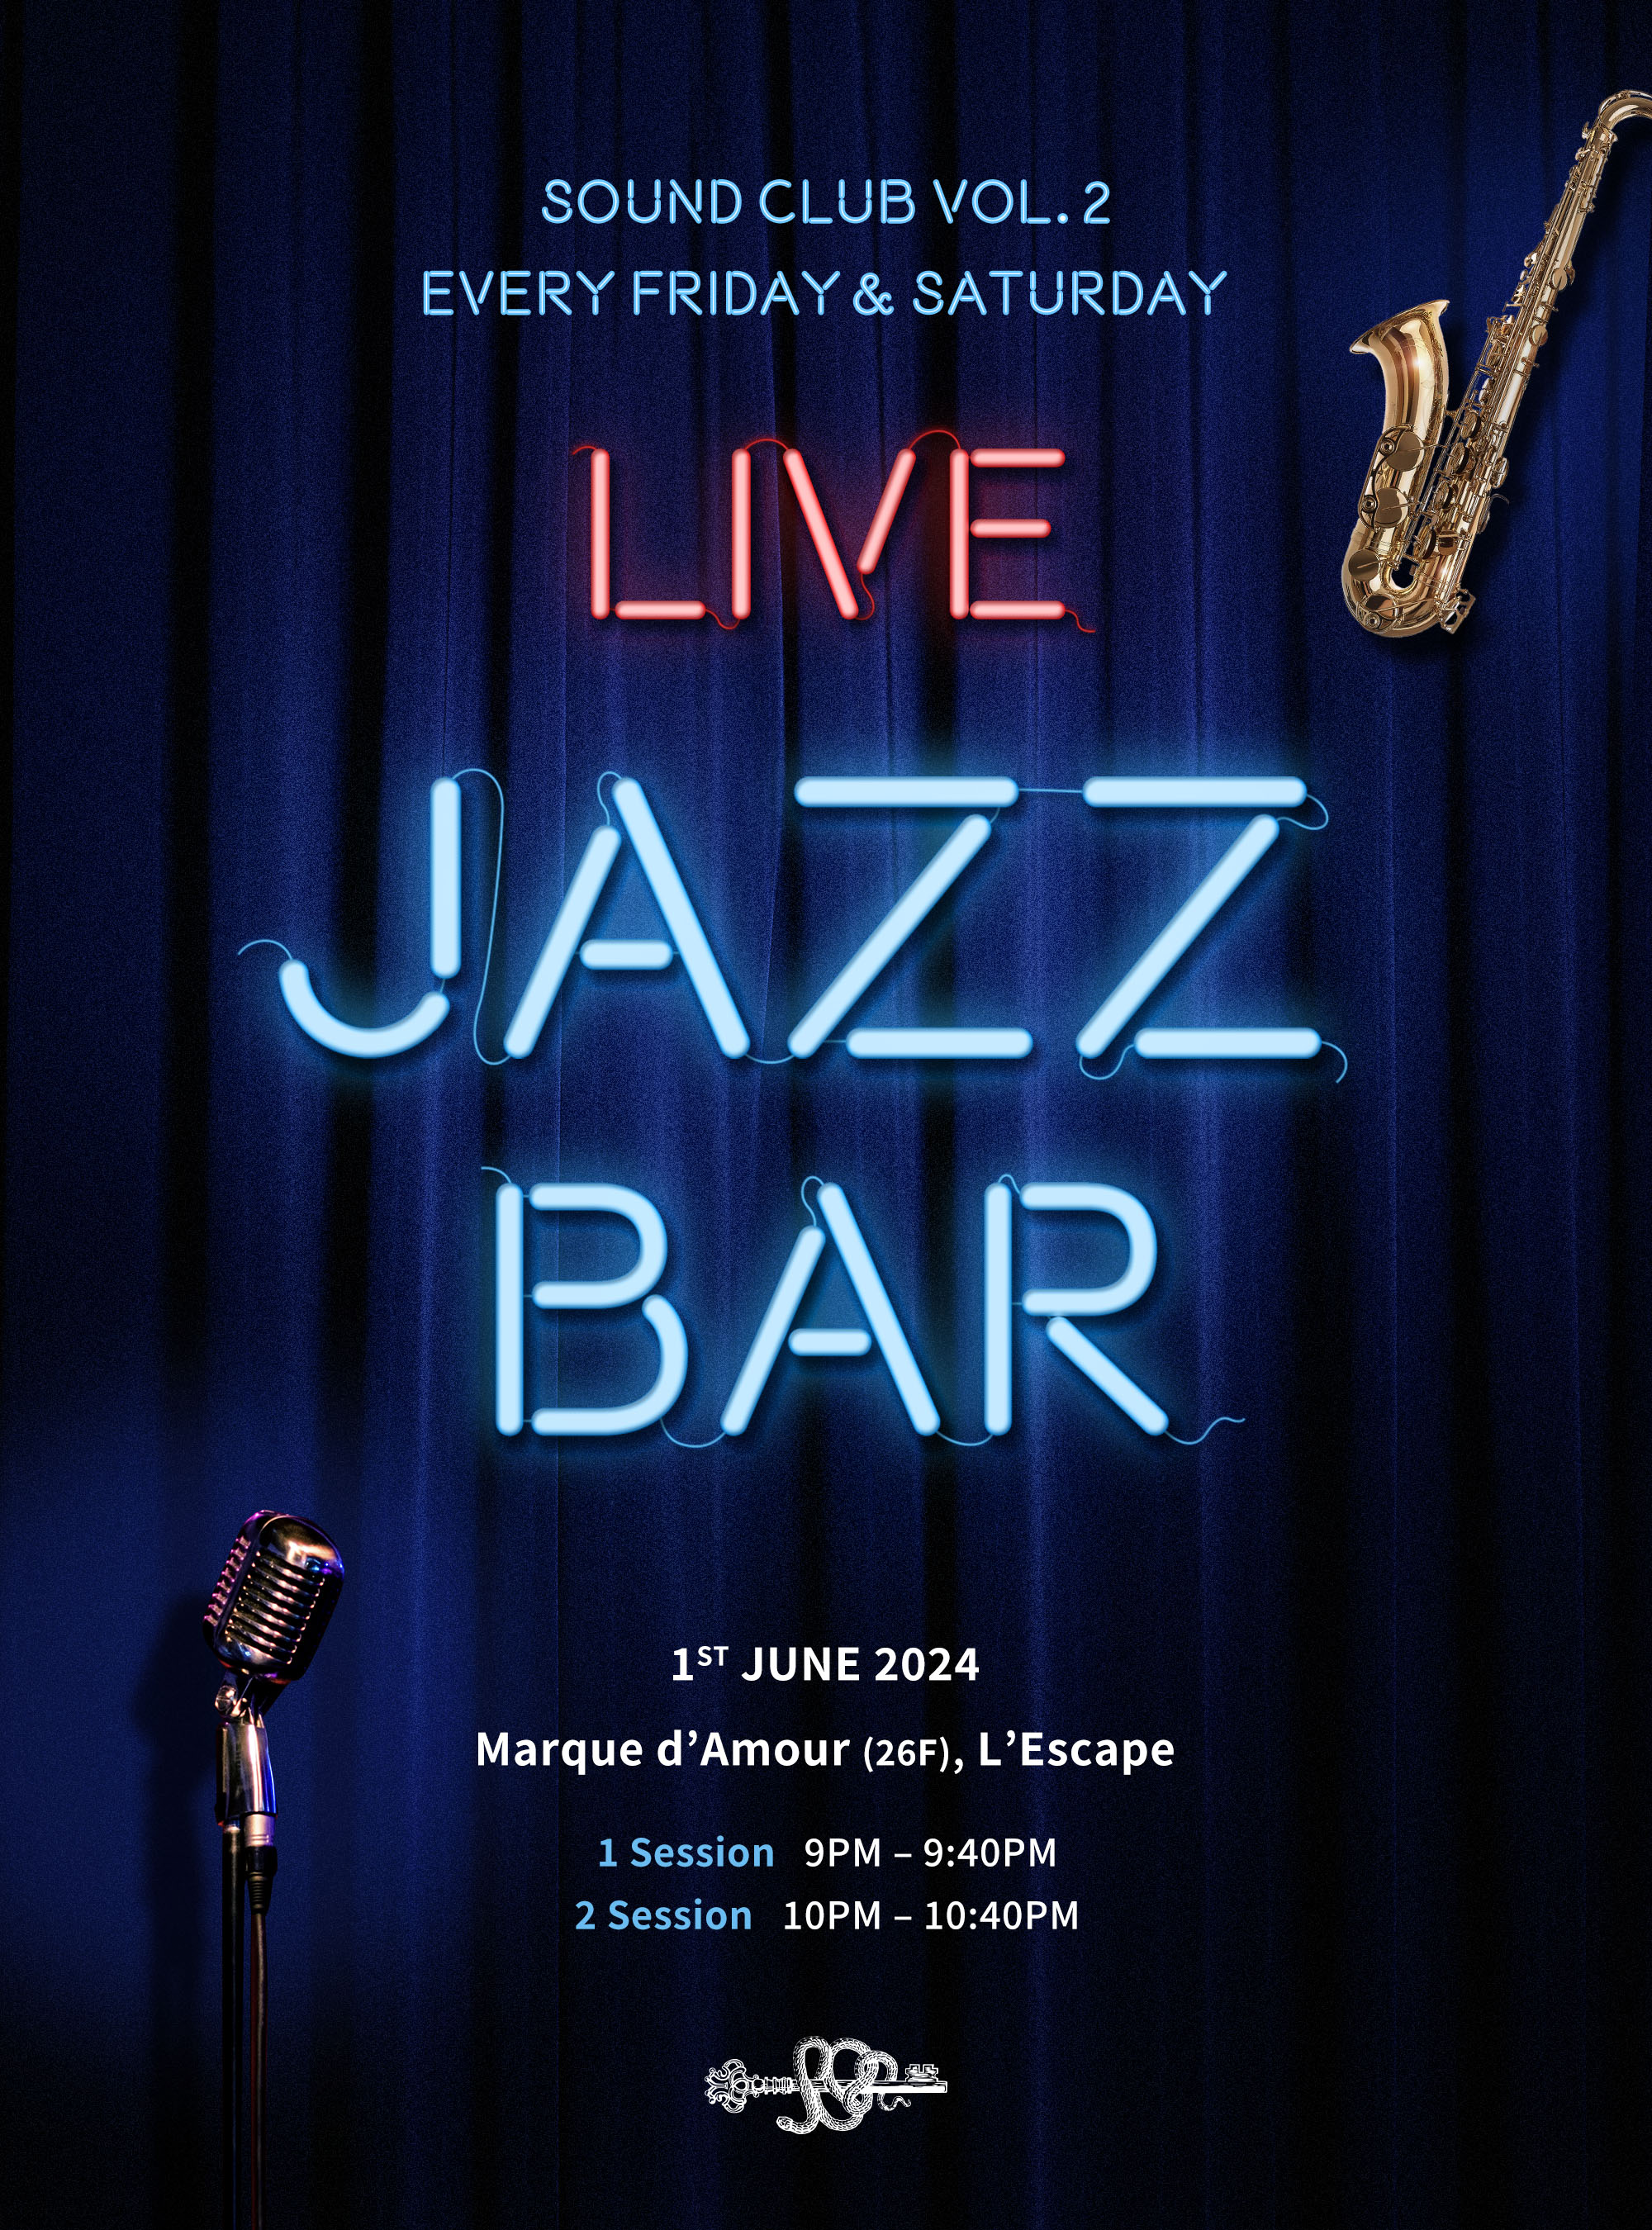 SOUND CLUB VOL. 2
EVERY FRIDAY & SATURDAY
LIVE
JAZZ
BAR
1ST JUNE 2024
Marque d’Amour (26F), L’Escape
1 Session 9PM – 9:40PM
2 Session 10PM – 10:40PM